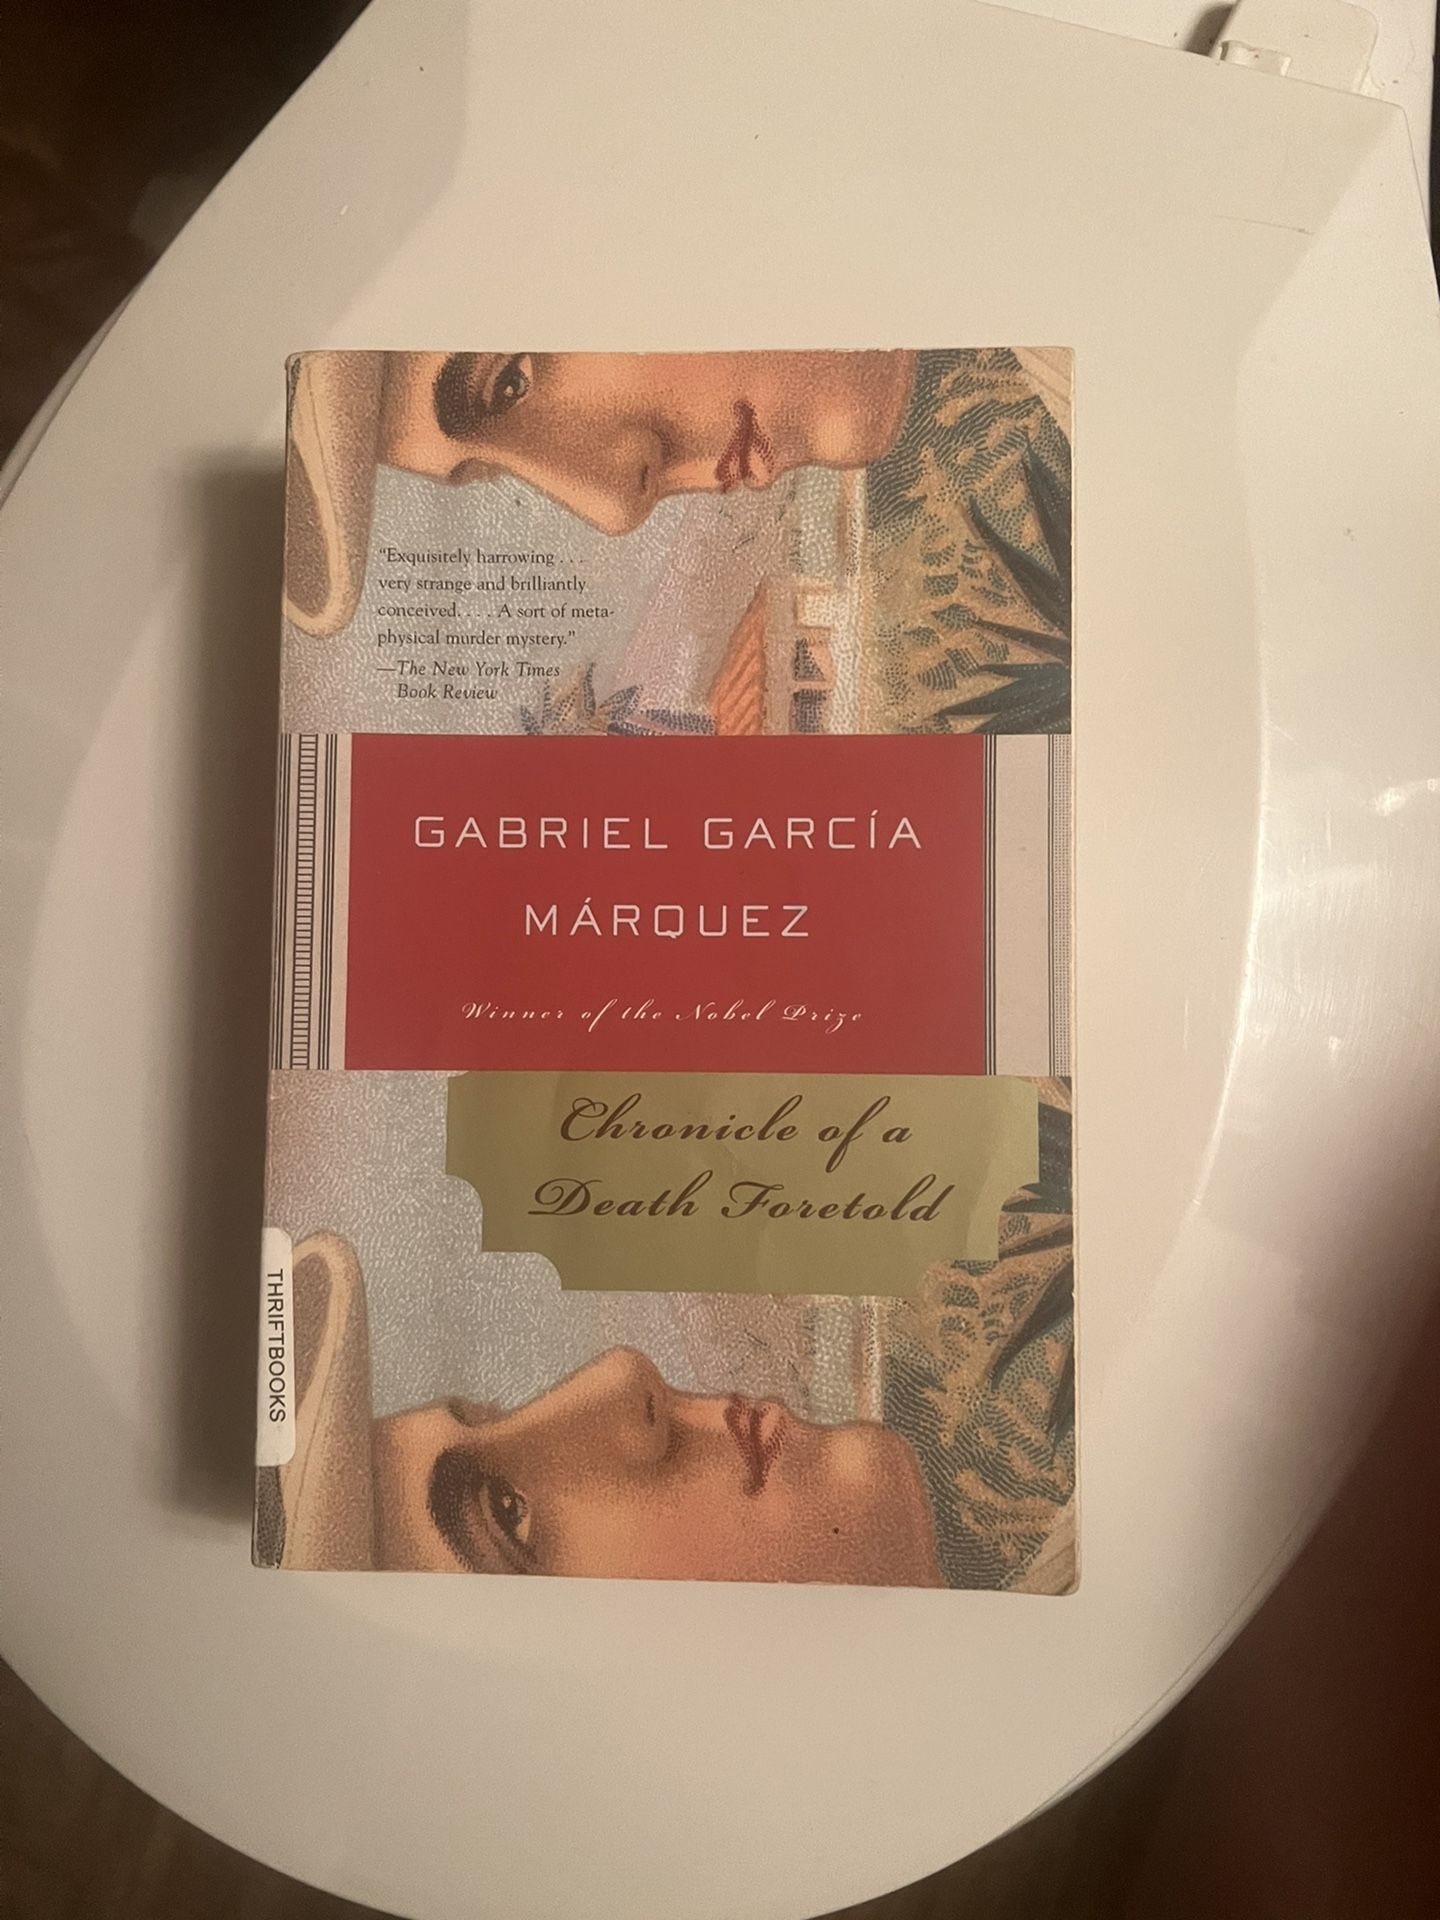 “Exquisitely harrowing . . .
very strange and brilliantly
conceived. . . . A sort of meta-
physical murder mystery.”
—The New York Times
Book Review
GABRIEL GARCÍA
MÁRQUEZ
Winner of the Nobel Prize
Chronicle of a
Death Foretold
THRIFTBOOKS